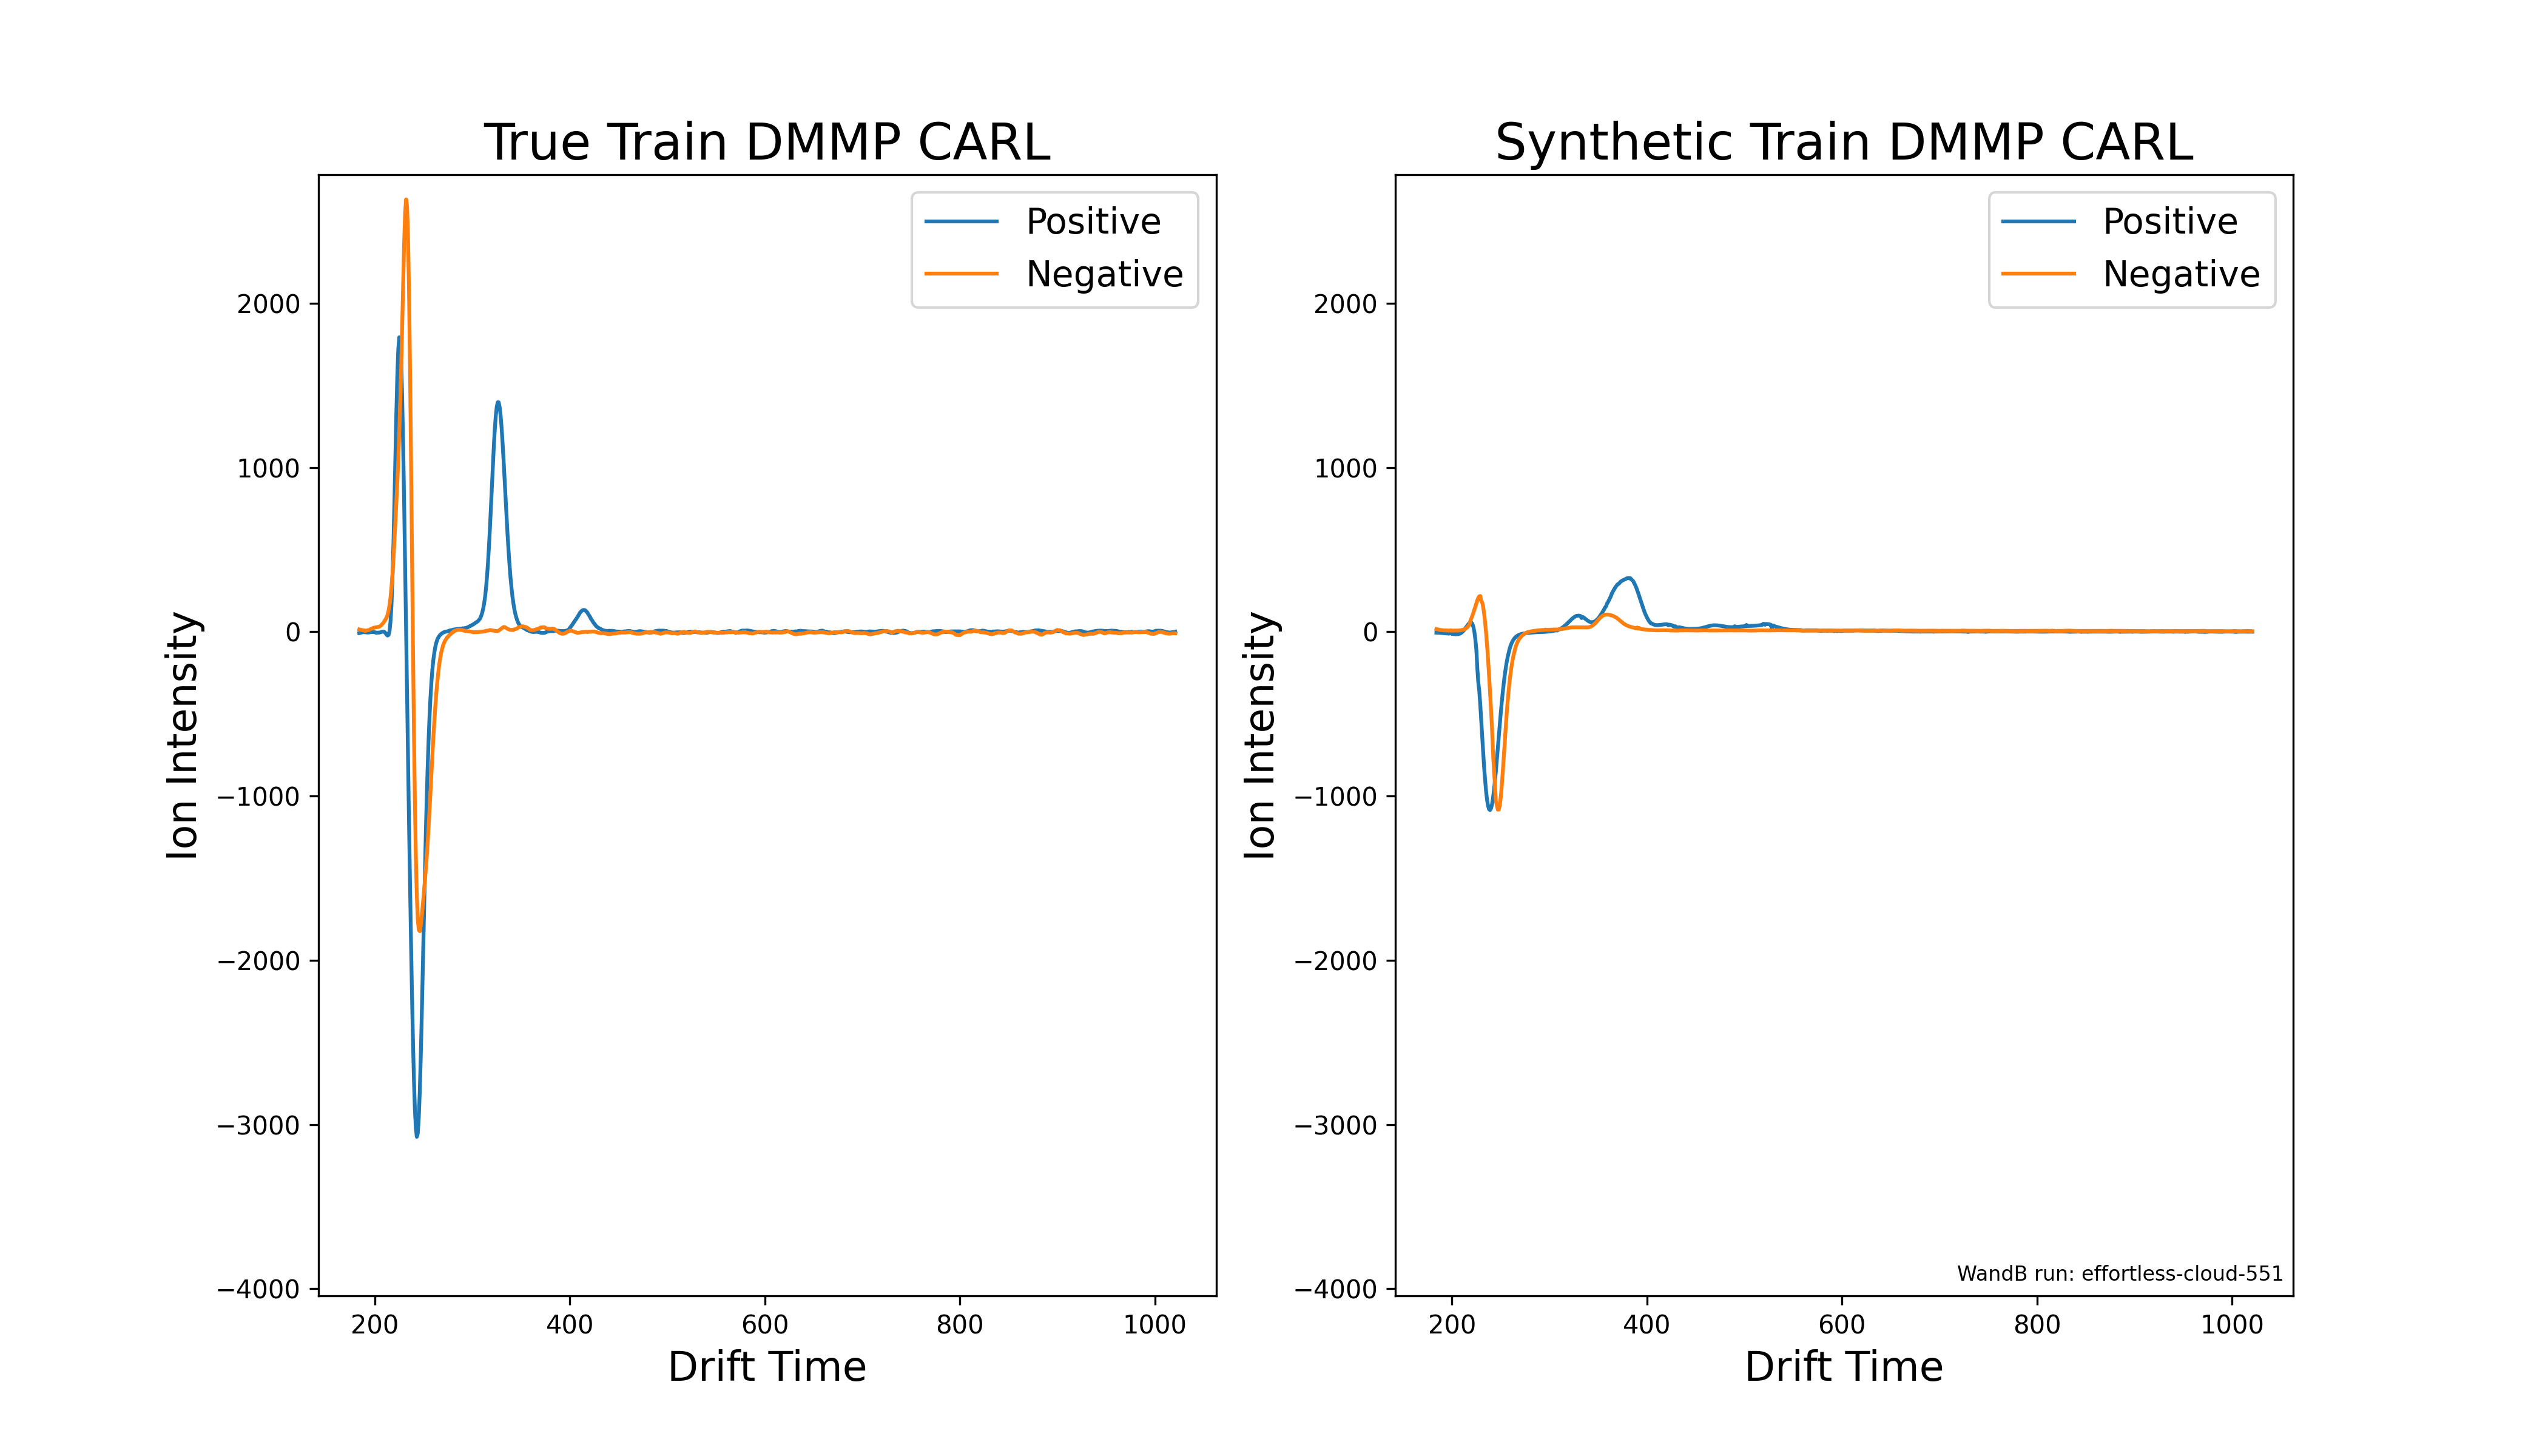 True Train DMMP CARL
Positive
Negative
2000
1000
0
−1000
−2000
−3000
−4000
Ion Intensity
200
400
600
800
1000
Drift Time
Synthetic Train DMMP CARL
Positive
Negative
2000
1000
0
−1000
−2000
−3000
−4000
Ion Intensity
WandB run: effortless-cloud-551
200
400
600
800
1000
Drift Time